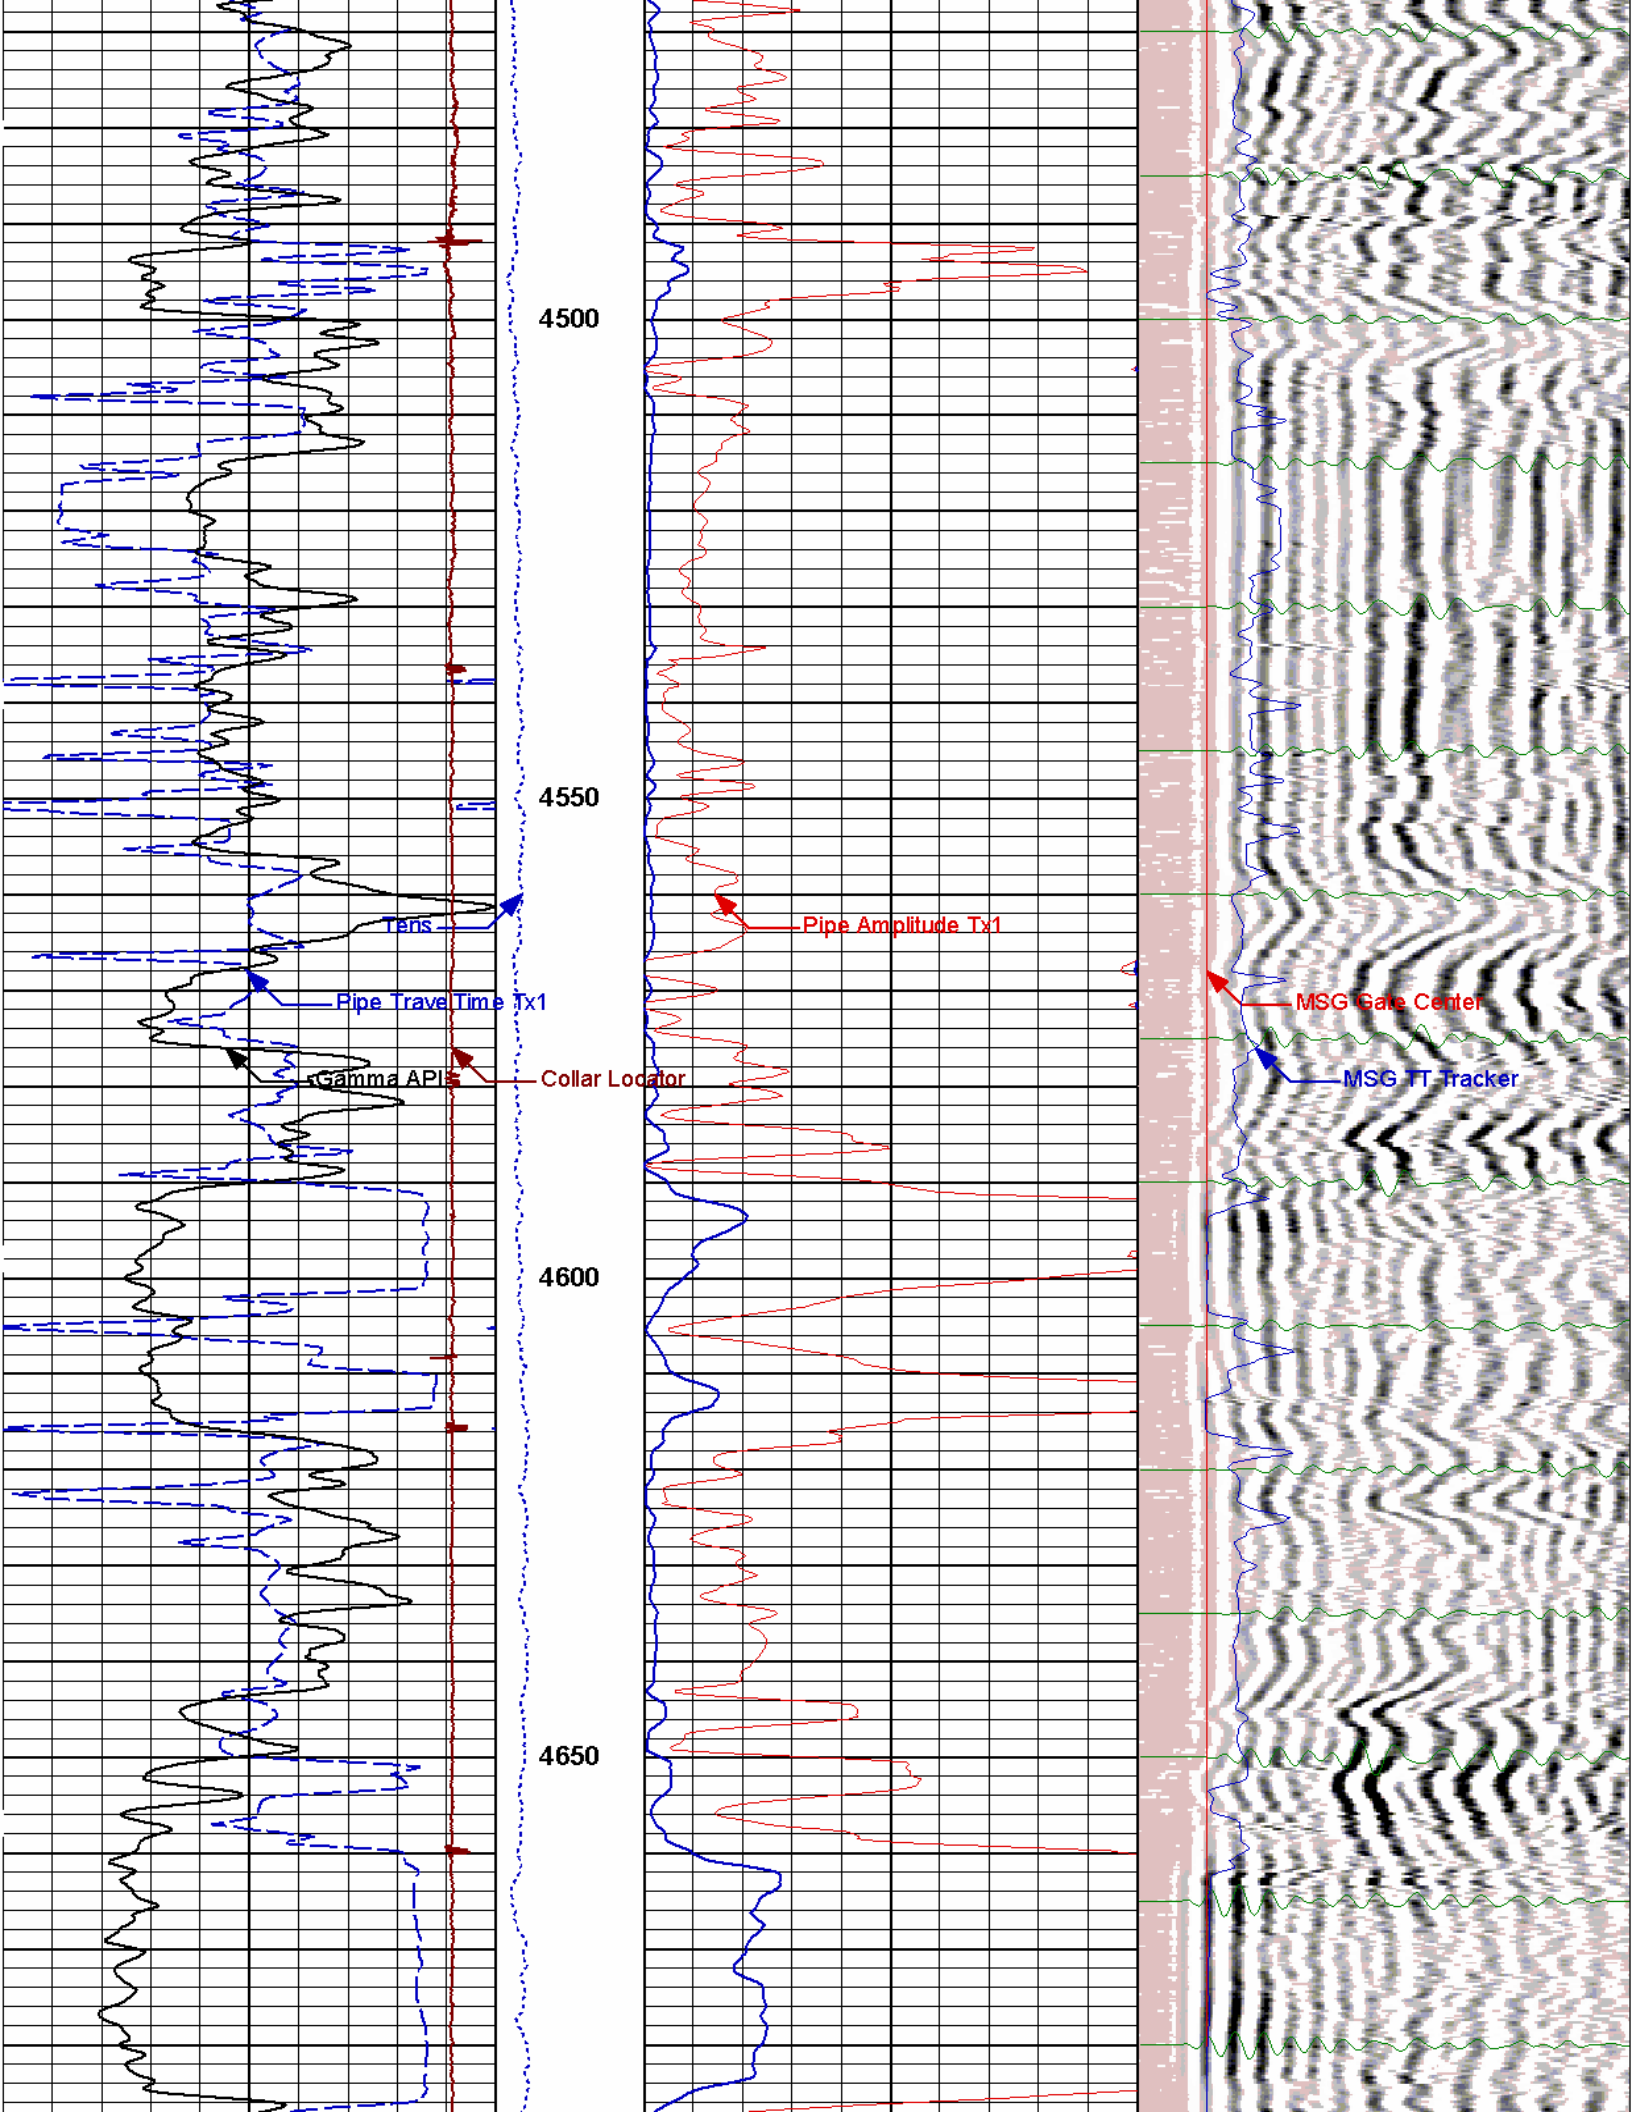 4500
4550
Tens
Pipe Amplitude Tx1
Pipe Trave Time Tx1
MSG Gate Center
Gamma API
Collar Locator
MSG TT Tracker
4600
4650